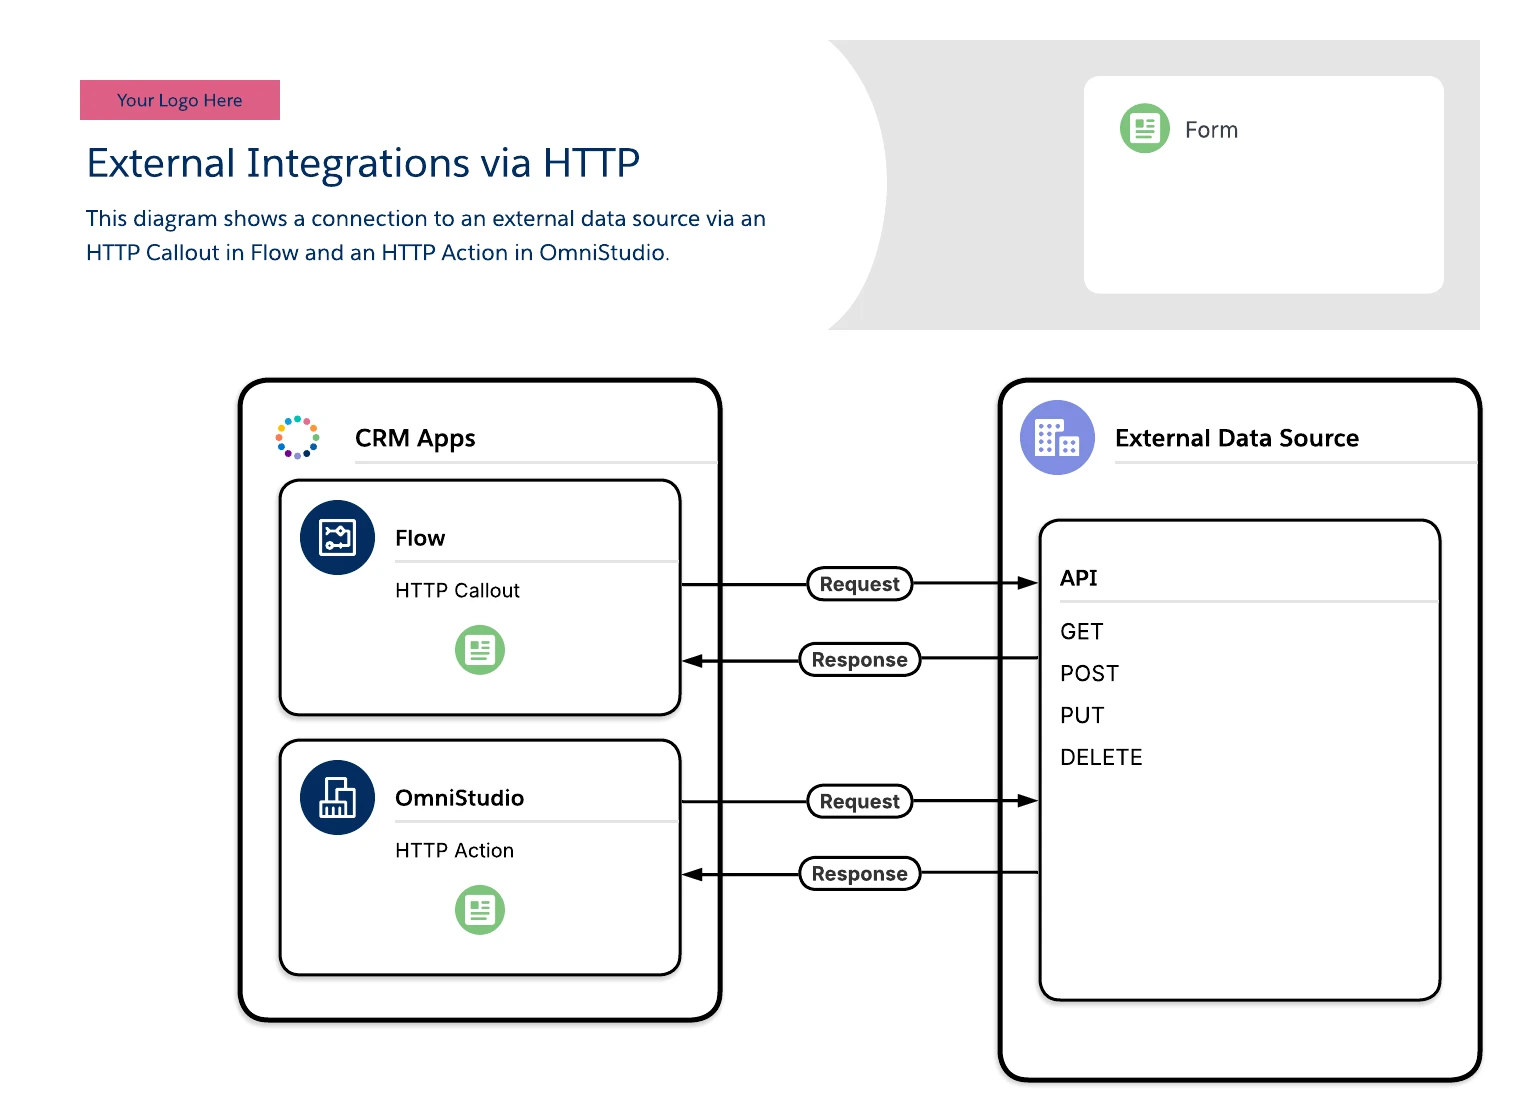 Your Logo Here
External Integrations via HTTP
This diagram shows a connection to an external data source via an
HTTP Callout in Flow and an HTTP Action in OmniStudio.
Form
CRM Apps
Flow
HTTP Callout
OmniStudio
HTTP Action
Request
Response
Request
Response
External Data Source
API
GET
POST
PUT
DELETE